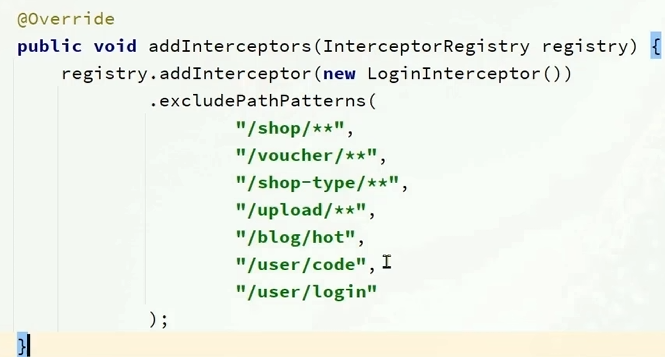 @Override
public void addInterceptors(InterceptorRegistry registry) {
registry.addInterceptor(new LoginInterceptor())
.excludePathPatterns(
"/shop/**",
"/voucher/**",
"/shop-type/**",
"/upload/**",
"/blog/hot",
"/user/code",
"/user/login"
);
}